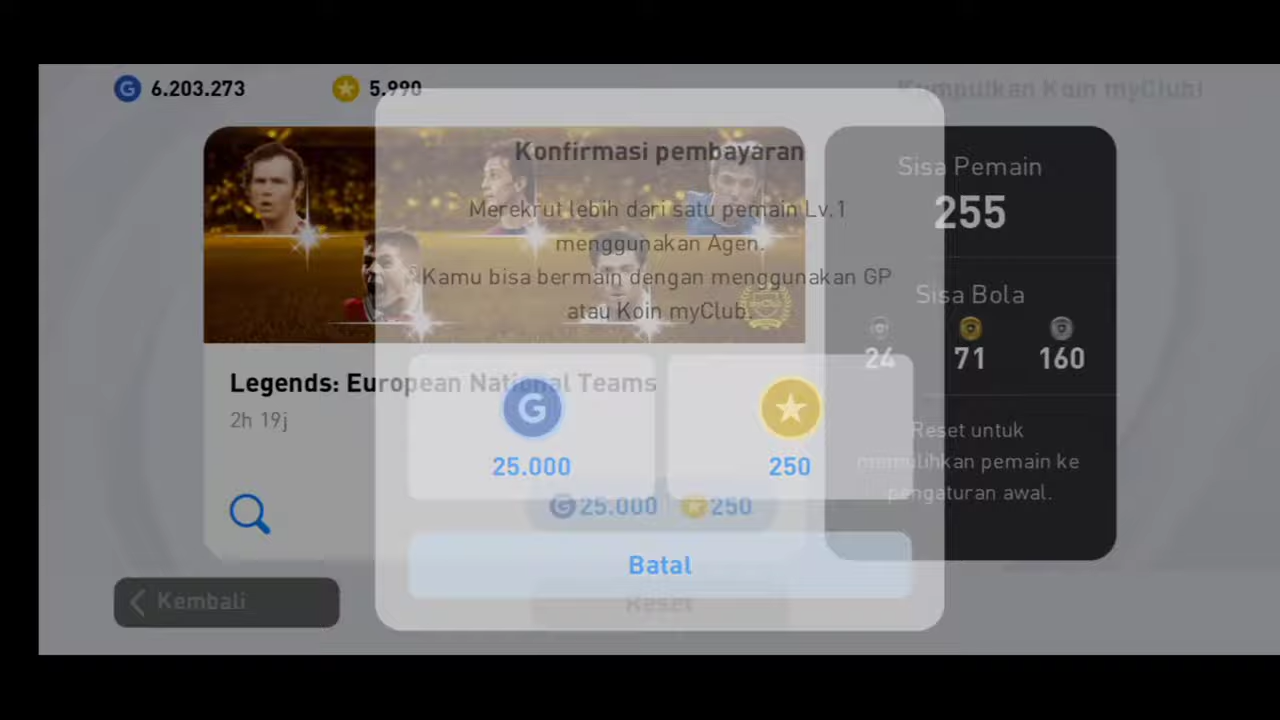 6.203.273
5.990
Kumpulkan Koin myClub!
Konfirmasi pembayaran
Merekrut lebih dari satu pemain Lv.1
menggunakan Agen.
Kamu bisa bermain dengan menggunakan GP
atau Koin myClub.
Sisa Pemain
255
Sisa Bola
24
71
160
Legends: European National Teams
2h 19j
G
25.000
250
G 25.000
250
Reset untuk
memulihkan pemain ke
pengaturan awal.
Batal
Kembali
Reset